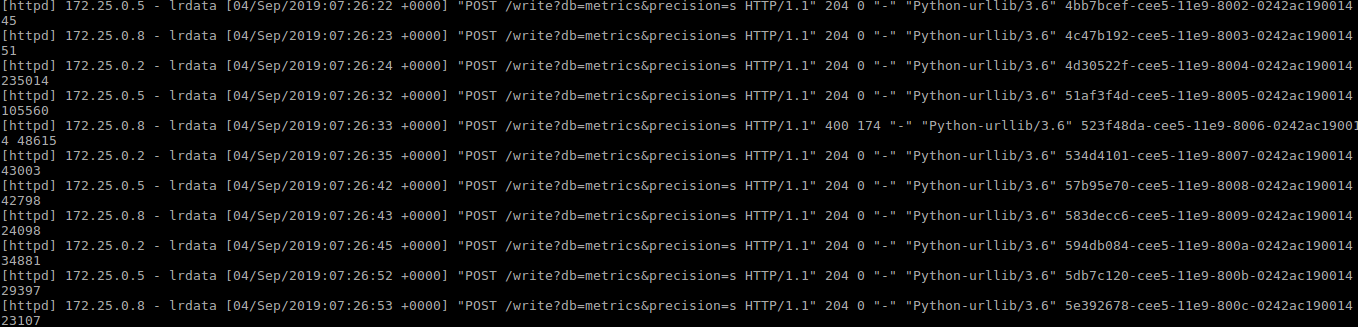 [httpd] 172.25.0.5 - lrdata [04/Sep/2019:07:26:22 +0000] "POST /write?db=metrics&precision=s HTTP/1.1" 204 0 "-" "Python-urllib/3.6" 4bb7bcef-cee5-11e9-8002-0242ac190014
45
[httpd] 172.25.0.8 - lrdata [04/Sep/2019:07:26:23 +0000] "POST /write?db=metrics&precision=s HTTP/1.1" 204 0 "-" "Python-urllib/3.6" 4c47b192-cee5-11e9-8003-0242ac190014
51
[httpd] 172.25.0.2 - lrdata [04/Sep/2019:07:26:24 +0000] "POST /write?db=metrics&precision=s HTTP/1.1" 204 0 "-" "Python-urllib/3.6" 4d30522f-cee5-11e9-8004-0242ac190014
235014
[httpd] 172.25.0.5 - lrdata [04/Sep/2019:07:26:32 +0000] "POST /write?db=metrics&precision=s HTTP/1.1" 204 0 "-" "Python-urllib/3.6" 51af3f4d-cee5-11e9-8005-0242ac190014
105560
[httpd] 172.25.0.8 - lrdata [04/Sep/2019:07:26:33 +0000] "POST /write?db=metrics&precision=s HTTP/1.1" 400 174 "-" "Python-urllib/3.6" 523f48da-cee5-11e9-8006-0242ac19001
4 48615
[httpd] 172.25.0.2 - lrdata [04/Sep/2019:07:26:35 +0000] "POST /write?db=metrics&precision=s HTTP/1.1" 204 0 "-" "Python-urllib/3.6" 534d4101-cee5-11e9-8007-0242ac190014
43003
[httpd] 172.25.0.5 - lrdata [04/Sep/2019:07:26:42 +0000] "POST /write?db=metrics&precision=s HTTP/1.1" 204 0 "-" "Python-urllib/3.6" 57b95e70-cee5-11e9-8008-0242ac190014
42798
[httpd] 172.25.0.8 - lrdata [04/Sep/2019:07:26:43 +0000] "POST /write?db=metrics&precision=s HTTP/1.1" 204 0 "-" "Python-urllib/3.6" 583decc6-cee5-11e9-8009-0242ac190014
24098
[httpd] 172.25.0.2 - lrdata [04/Sep/2019:07:26:45 +0000] "POST /write?db=metrics&precision=s HTTP/1.1" 204 0 "-" "Python-urllib/3.6" 594db084-cee5-11e9-800a-0242ac190014
34881
[httpd] 172.25.0.5 - lrdata [04/Sep/2019:07:26:52 +0000] "POST /write?db=metrics&precision=s HTTP/1.1" 204 0 "-" "Python-urllib/3.6" 5db7c120-cee5-11e9-800b-0242ac190014
29397
[httpd] 172.25.0.8 - lrdata [04/Sep/2019:07:26:53 +0000] "POST /write?db=metrics&precision=s HTTP/1.1" 204 0 "-" "Python-urllib/3.6" 5e392678-cee5-11e9-800c-0242ac190014
23107